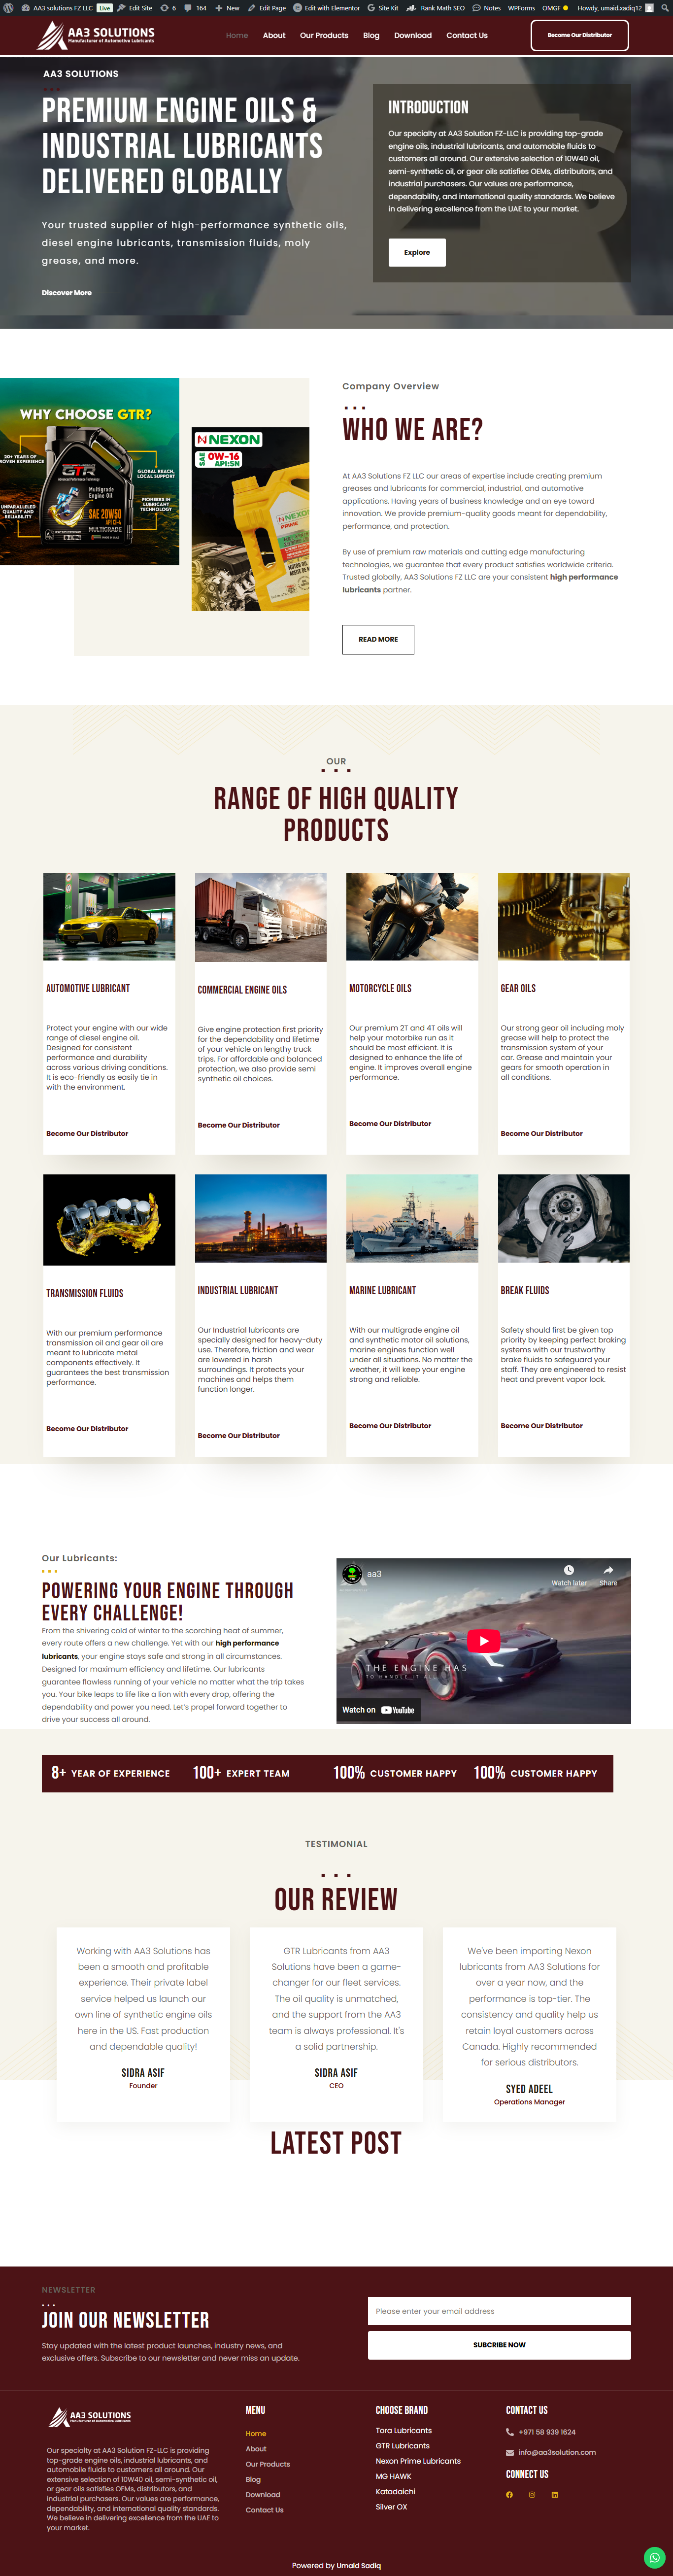 AA3 solutions FZ LLC Live Edit Site 6 164 New Edit Page Edit with Elementor Site Kit Rank Math SEO Notes WPForms OMGF Howdy, umaid.xadiq12
AA3 SOLUTIONS
Manufacturer of Automotive Lubricants
Home About Our Products Blog Download Contact Us
Become Our Distributor
AA3 SOLUTIONS
PREMIUM ENGINE OILS &
INDUSTRIAL LUBRICANTS
DELIVERED GLOBALLY
Your trusted supplier of high-performance synthetic oils,
diesel engine lubricants, transmission fluids, moly
grease, and more.
Discover More
INTRODUCTION
Our specialty at AA3 Solution FZ-LLC is providing top-grade
engine oils, industrial lubricants, and automobile fluids to
customers all around. Our extensive selection of 10W40 oil,
semi-synthetic oil, or gear oils satisfies OEMs, distributors, and
industrial purchasers. Our values are performance,
dependability, and international quality standards. We believe
in delivering excellence from the UAE to your market.
Explore
WHY CHOOSE GTR?
20+ YEARS OF
PROVEN EXPERIENCE
GLOBAL REACH,
LOCAL SUPPORT
UNPARALLELED
QUALITY AND
RELIABILITY
PIONEERS IN
LUBRICANT
TECHNOLOGY
GTR
Multigrade
Engine Oil
SAE 20W50
API CF-4
MULTIGRADE
NEXON
SAE 0W-16
API:SN
NEXON
Company Overview
WHO WE ARE?
At AA3 Solutions FZ LLC our areas of expertise include creating premium
greases and lubricants for commercial, industrial, and automotive
applications. Having years of business knowledge and an eye toward
innovation. We provide premium-quality goods meant for dependability,
performance, and protection.
By use of premium raw materials and cutting edge manufacturing
technologies, we guarantee that every product satisfies worldwide criteria.
Trusted globally, AA3 Solutions FZ LLC are your consistent high performance
lubricants partner.
READ MORE
OUR
RANGE OF HIGH QUALITY
PRODUCTS
AUTOMOTIVE LUBRICANT
Protect your engine with our wide
range of diesel engine oil.
Designed for consistent
performance and durability
across various driving conditions.
It is eco-friendly as easily tie in
with the environment.
Become Our Distributor
COMMERCIAL ENGINE OILS
Give engine protection first priority
for the dependability and lifetime
of your vehicle on lengthy truck
trips. For affordable and balanced
protection, we also provide semi
synthetic oil choices.
Become Our Distributor
MOTORCYCLE OILS
Our premium 2T and 4T oils will
help your motorbike run as it
should be most efficient. It is
designed to enhance the life of
engine. It improves overall engine
performance.
Become Our Distributor
GEAR OILS
Our strong gear oil including moly
grease will help to protect the
transmission system of your
car. Grease and maintain your
gears for smooth operation in
all conditions.
Become Our Distributor
TRANSMISSION FLUIDS
With our premium performance
transmission oil and gear oil are
meant to lubricate metal
components effectively. It
guarantees the best transmission
performance.
Become Our Distributor
INDUSTRIAL LUBRICANT
Our Industrial lubricants are
specially designed for heavy-duty
use. Therefore, friction and wear
are lowered in harsh
surroundings. It protects your
machines and helps them
function longer.
Become Our Distributor
MARINE LUBRICANT
With our multigrade engine oil
and synthetic motor oil solutions,
marine engines function well
under all situations. No matter the
weather, it will keep your engine
strong and reliable.
Become Our Distributor
BREAK FLUIDS
Safety should first be given top
priority by keeping perfect braking
systems with our trustworthy
brake fluids to safeguard your
staff. They are engineered to resist
heat and prevent vapor lock.
Become Our Distributor
Our Lubricants:
POWERING YOUR ENGINE THROUGH
EVERY CHALLENGE!
From the shivering cold of winter to the scorching heat of summer,
every route offers a new challenge. Yet with our high performance
lubricants, your engine stays safe and strong in all circumstances.
Designed for maximum efficiency and lifetime. Our lubricants
guarantee flawless running of your vehicle no matter what the trip takes
you. Your bike leaps to life like a lion with every drop, offering the
dependability and power you need. Let's propel forward together to
drive your success all around.
aa3
Watch later Share
THE ENGINE HAS
TO HANDLE IT ALL
Watch on YouTube
8+ YEAR OF EXPERIENCE 100+ EXPERT TEAM 100% CUSTOMER HAPPY 100% CUSTOMER HAPPY
TESTIMONIAL
OUR REVIEW
Working with AA3 Solutions has
been a smooth and profitable
experience. Their private label
service helped us launch our
own line of synthetic engine oils
here in the US. Fast production
and dependable quality!
SIDRA ASIF
Founder
GTR Lubricants from AA3
Solutions have been a game-
changer for our fleet services.
The oil quality is unmatched,
and the support from the AA3
team is always professional. It's
a solid partnership.
SIDRA ASIF
CEO
We've been importing Nexon
lubricants from AA3 Solutions for
over a year now, and the
performance is top-tier. The
consistency and quality help us
retain loyal customers across
Canada. Highly recommended
for serious distributors.
SYED ADEEL
Operations Manager
LATEST POST
NEWSLETTER
JOIN OUR NEWSLETTER
Stay updated with the latest product launches, industry news, and
exclusive offers. Subscribe to our newsletter and never miss an update.
Please enter your email address
SUBCRIBE NOW
AA3 SOLUTIONS
Manufacturer of Automotive Lubricants
Our specialty at AA3 Solution FZ-LLC is providing
top-grade engine oils, industrial lubricants, and
automobile fluids to customers all around. Our
extensive selection of 10W40 oil, semi-synthetic oil,
or gear oils satisfies OEMs, distributors, and
industrial purchasers. Our values are performance,
dependability, and international quality standards.
We believe in delivering excellence from the UAE to
your market.
MENU
Home
About
Our Products
Blog
Download
Contact Us
CHOOSE BRAND
Tora Lubricants
GTR Lubricants
Nexon Prime Lubricants
MG HAWK
Katadaichi
Silver OX
CONTACT US
+971 58 939 1624
info@aa3solution.com
CONNECT US
Powered by Umaid Sadiq